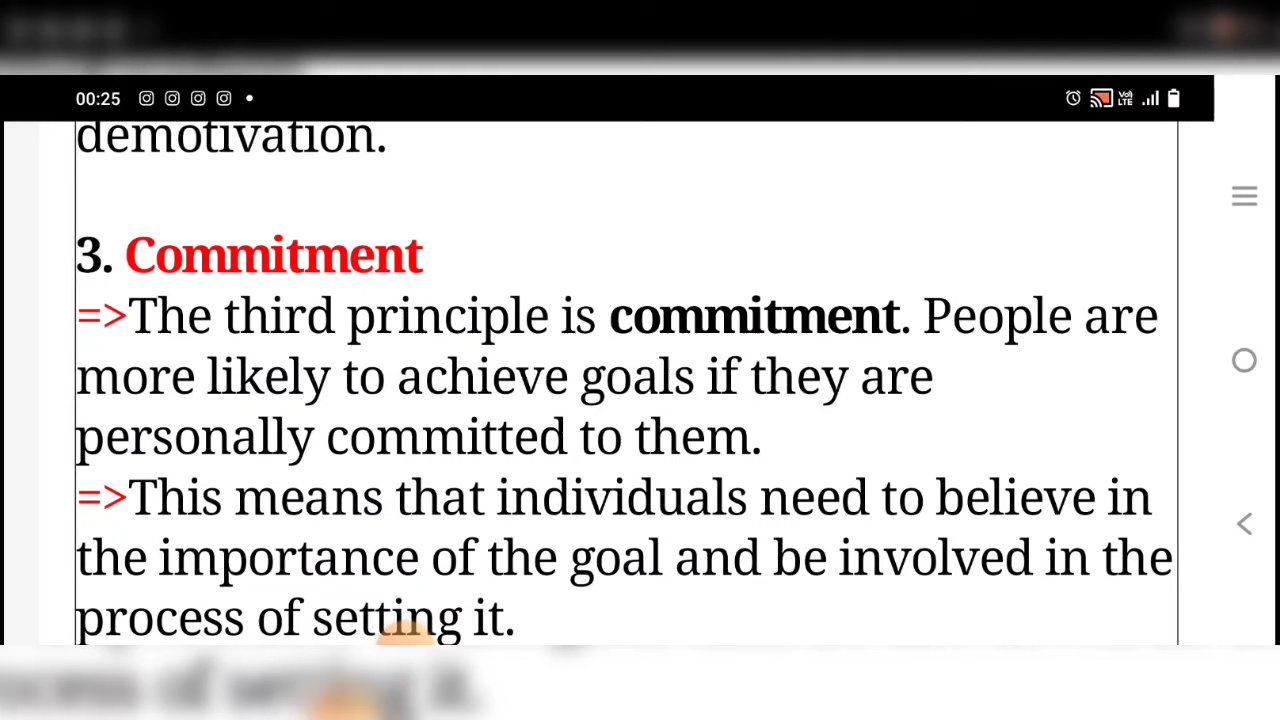 00:25
Vo) LTE
demotivation.
3. Commitment
=>The third principle is commitment. People are
more likely to achieve goals if they are
personally committed to them.
=>This means that individuals need to believe in
the importance of the goal and be involved in the
process of setting it.